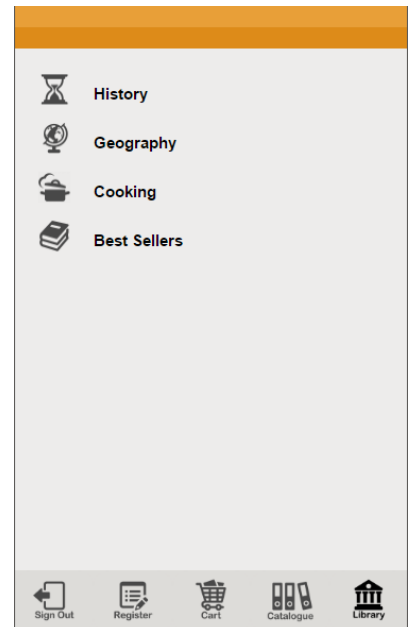 History
Geography
Cooking
Best Sellers
Sign Out Register Cart Catalogue Library